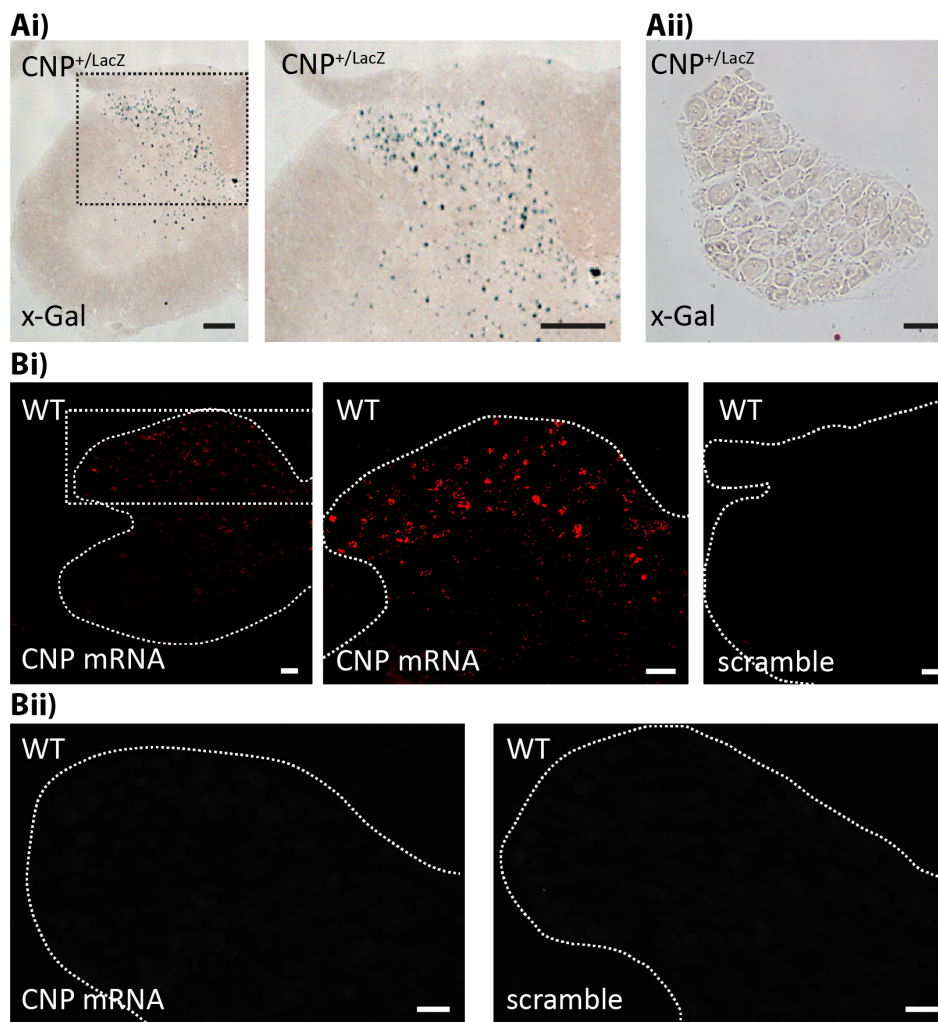 Ai)
CNP+/LacZ
x-Gal
CNP+/LacZ
Aii)
CNP+/LacZ
x-Gal
Bi)
WT
CNP mRNA
WT
CNP mRNA
WT
scramble
Bii)
WT
CNP mRNA
WT
scramble